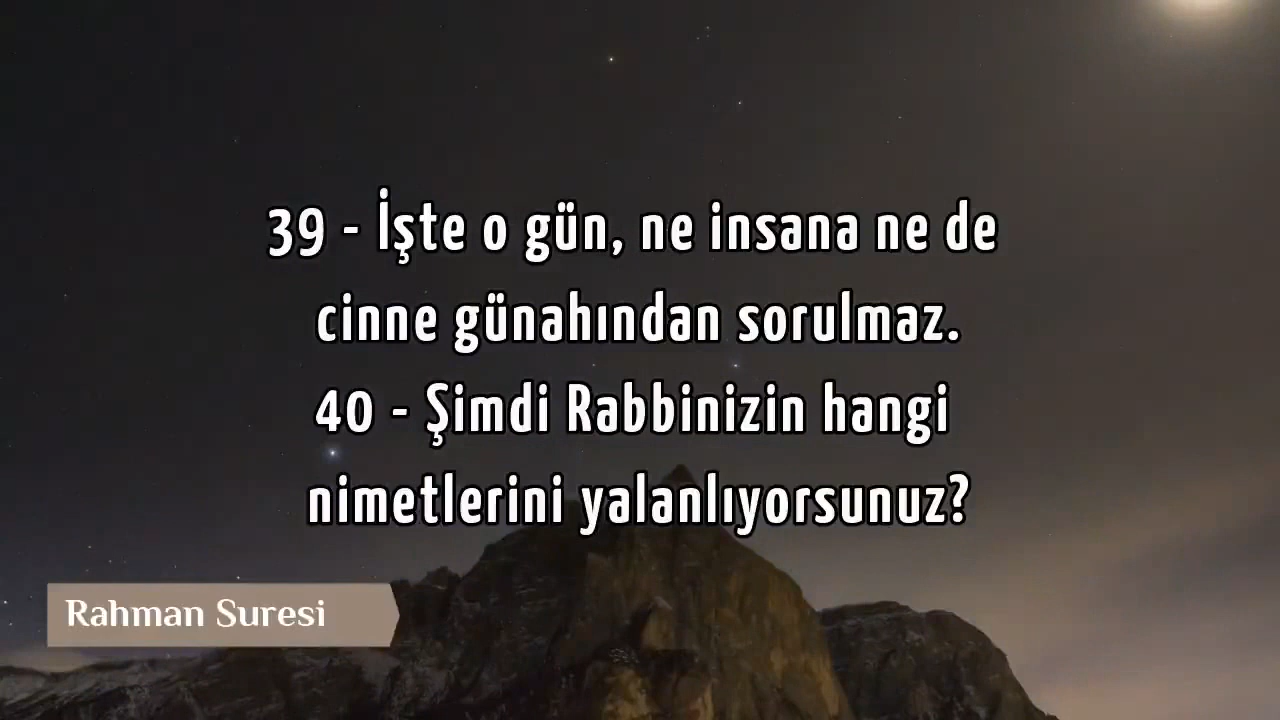 39 - İşte o gün, ne insana ne de
cinne günahından sorulmaz.
40 - Şimdi Rabbinizin hangi
nimetlerini yalanlıyorsunuz?
Rahman Suresi